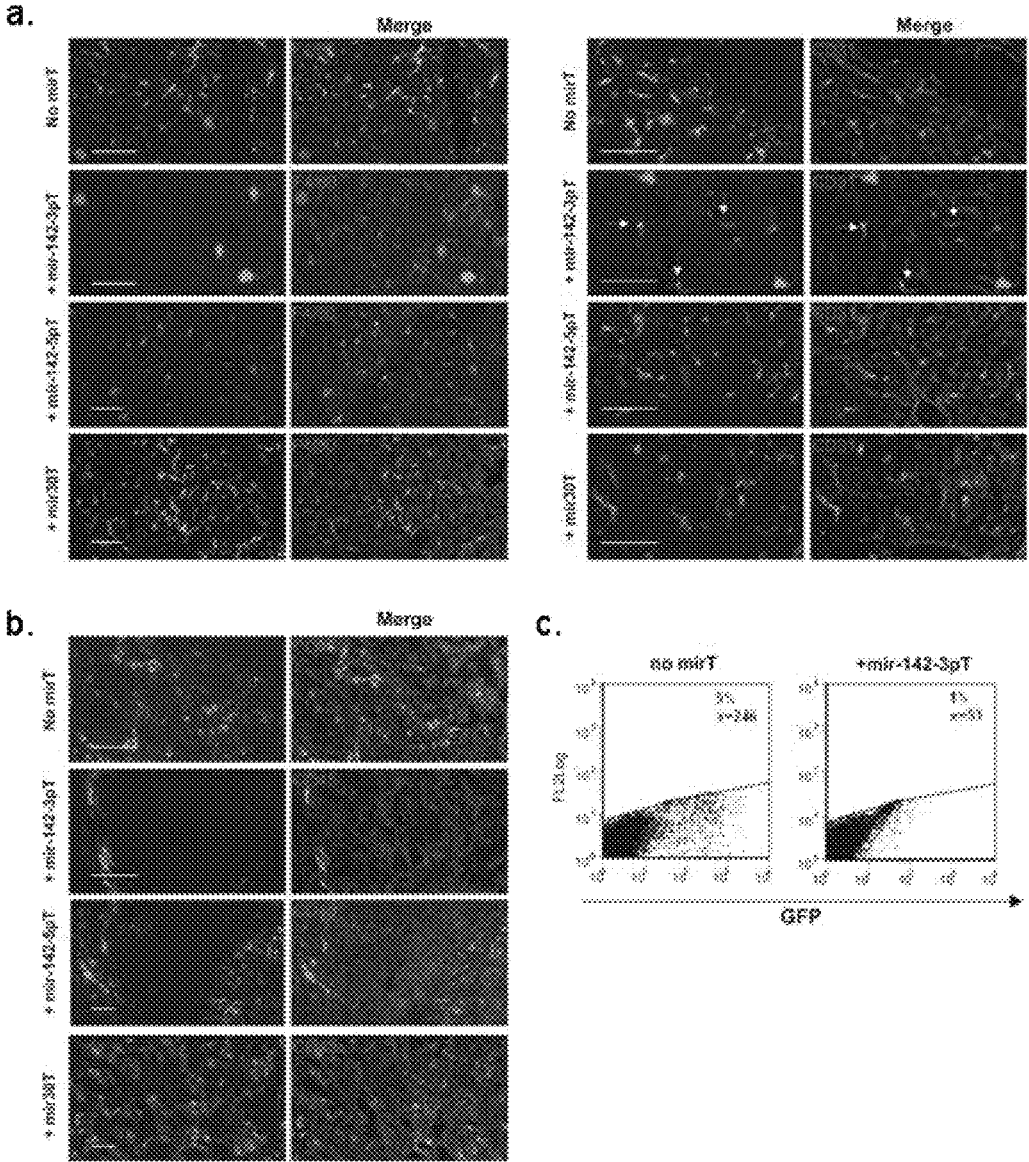 a.
Merge
No mirT
+ mir-142-3pT
+ mir-142-5pT
+ mir30T
Merge
No mirT
+ mir-142-3pT
+ mir-142-5pT
+ mir30T
b.
Merge
No mirT
+ mir-142-3pT
+ mir-142-5pT
+ mir30T
c.
no mirT
+mir-142-3pT
FL2Log
GFP